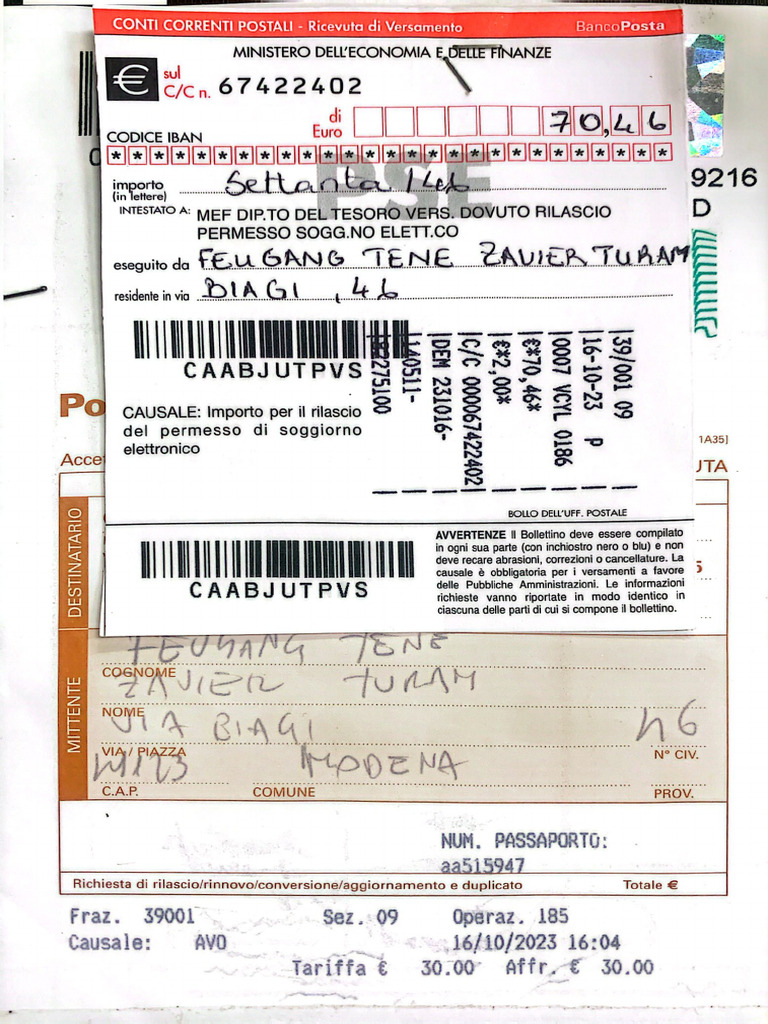 CONTI CORRENTI POSTALI - Ricevuta di Versamento BancoPosta
MINISTERO DELL'ECONOMIA E DELLE FINANZE
€ sul C/C n. 67422402
di Euro 70,46
CODICE IBAN
* * * * * * * * * * * * * * * * * * * * * * * * * * *
PSE
importo (in lettere) Settanta/46
INTESTATO A: MEF DIP.TO DEL TESORO VERS. DOVUTO RILASCIO
PERMESSO SOGG.NO ELETT.CO
eseguito da FEUGANG TENE ZAVIER TURAM
residente in via BIAGI , 46
CAABJUTPVS
CAUSALE: Importo per il rilascio
del permesso di soggiorno
elettronico
39/001 09
16-10-23 P
0007 VCYL 0186
€*70,46*
€*2,00*
C/C 000067422402
DEM 231016-
140511-
92275100
BOLLO DELL'UFF. POSTALE
CAABJUTPVS
AVVERTENZE Il Bollettino deve essere compilato
in ogni sua parte (con inchiostro nero o blu) e non
deve recare abrasioni, correzioni o cancellature. La
causale è obbligatoria per i versamenti a favore
delle Pubbliche Amministrazioni. Le informazioni
richieste vanno riportate in modo identico in
ciascuna delle parti di cui si compone il bollettino.
9216
D
Po
1A35]
Accet
UTA
DESTINATARIO
MITTENTE
FEUGANG TENE
COGNOME
ZAVIER TURAM
NOME
VIA BIAGI 46
VIA / PIAZZA N° CIV.
MODENA
C.A.P. COMUNE PROV.
NUM. PASSAPORTO:
aa515947
Richiesta di rilascio/rinnovo/conversione/aggiornamento e duplicato Totale €
Fraz. 39001 Sez. 09 Operaz. 185
Causale: AVO 16/10/2023 16:04
Tariffa € 30.00 Affr. € 30.00